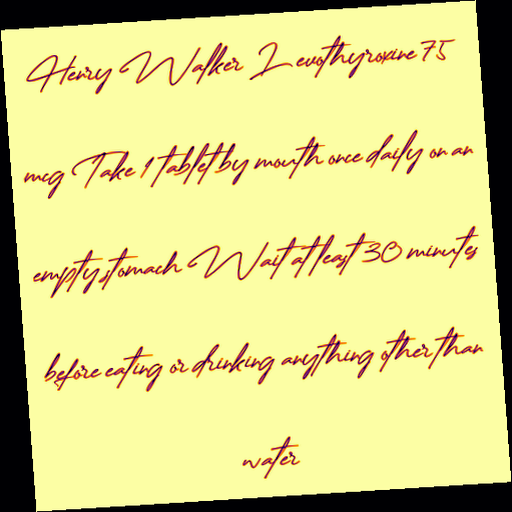 Henry Walker Levothyroxine 75
mcg Take 1 tablet by mouth once daily on an
empty stomach Wait at least 30 minutes
before eating or drinking anything other than
water